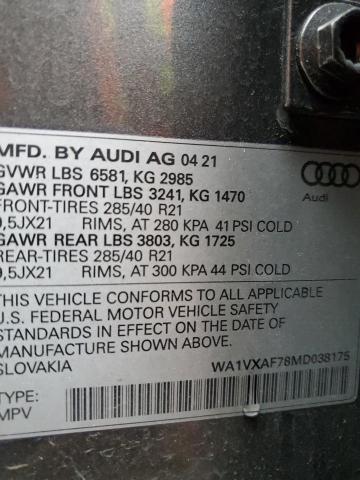 MFD. BY AUDI AG 04 21
GVWR LBS 6581, KG 2985
GAWR FRONT LBS 3241, KG 1470
FRONT-TIRES 285/40 R21
9,5JX21 RIMS, AT 280 KPA 41 PSI COLD
GAWR REAR LBS 3803, KG 1725
REAR-TIRES 285/40 R21
9,5JX21 RIMS, AT 300 KPA 44 PSI COLD
Audi
THIS VEHICLE CONFORMS TO ALL APPLICABLE
U.S. FEDERAL MOTOR VEHICLE SAFETY
STANDARDS IN EFFECT ON THE DATE OF
MANUFACTURE SHOWN ABOVE.
SLOVAKIA
WA1VXAF78MD038175
TYPE:
MPV